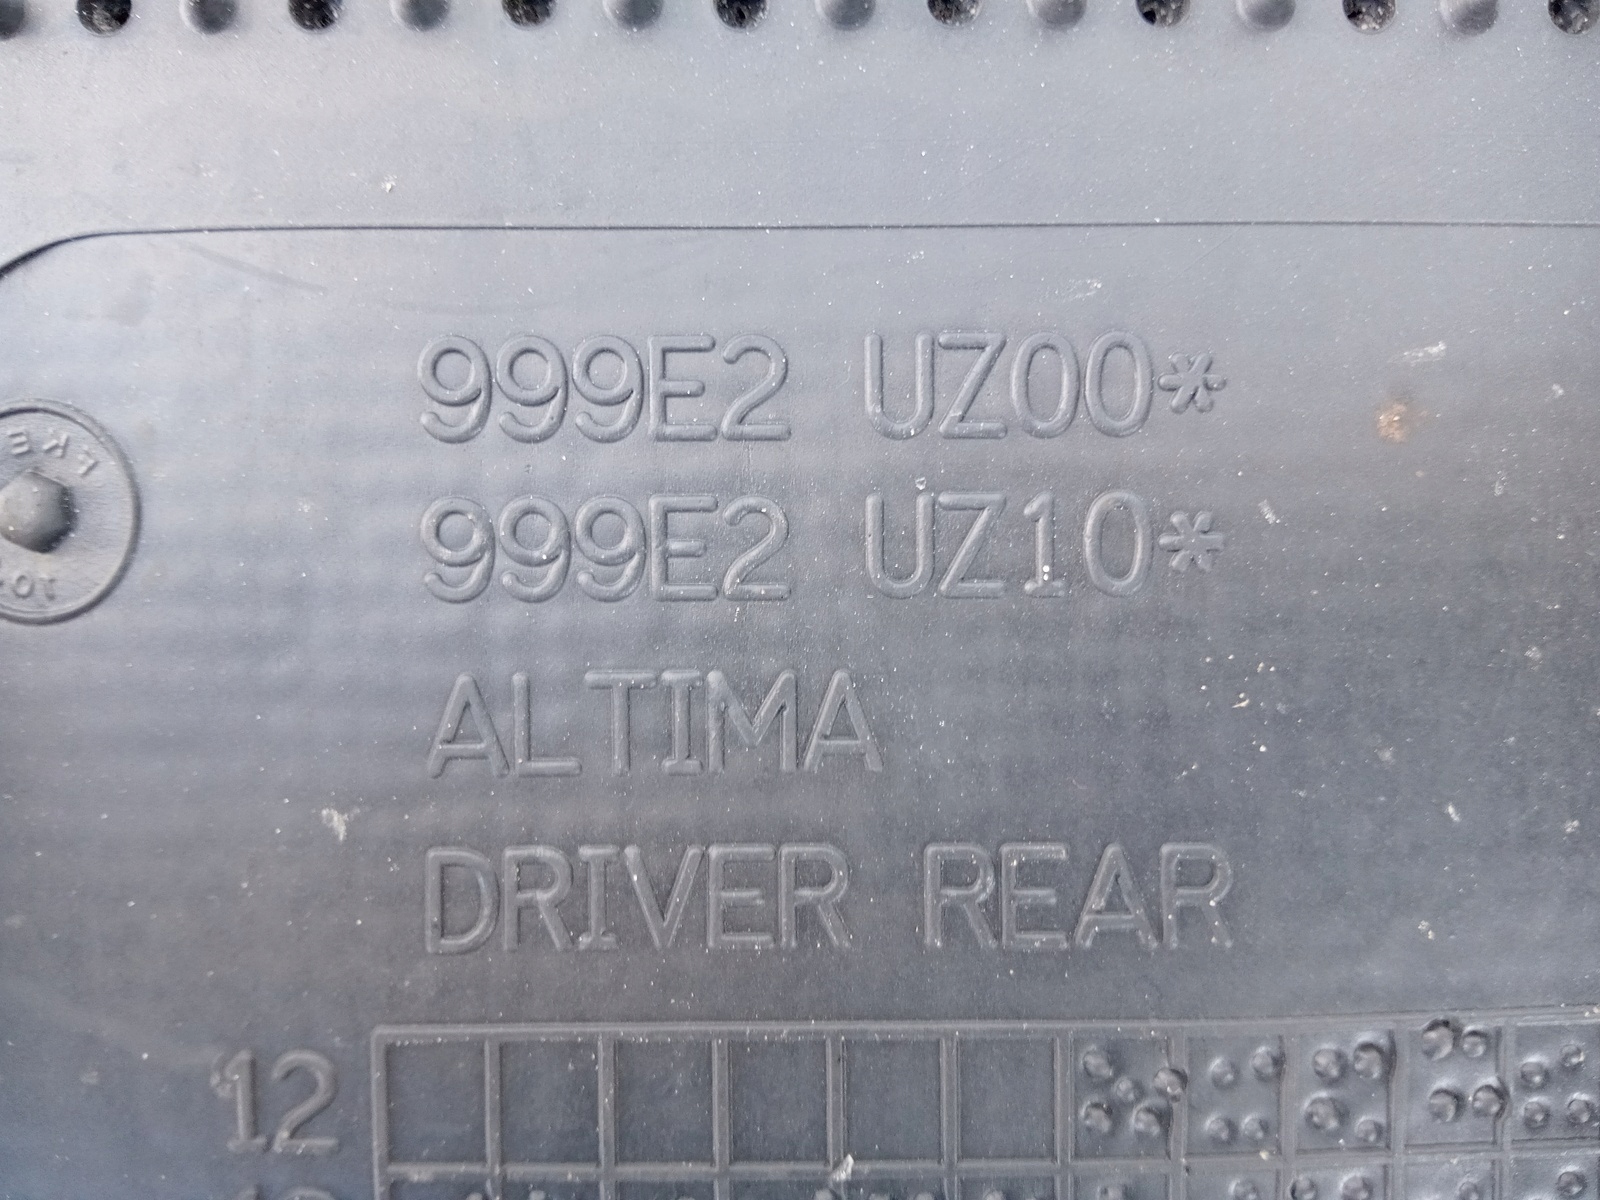 999E2 UZ00*
999E2 UZ10*
ALTIMA
DRIVER REAR
12